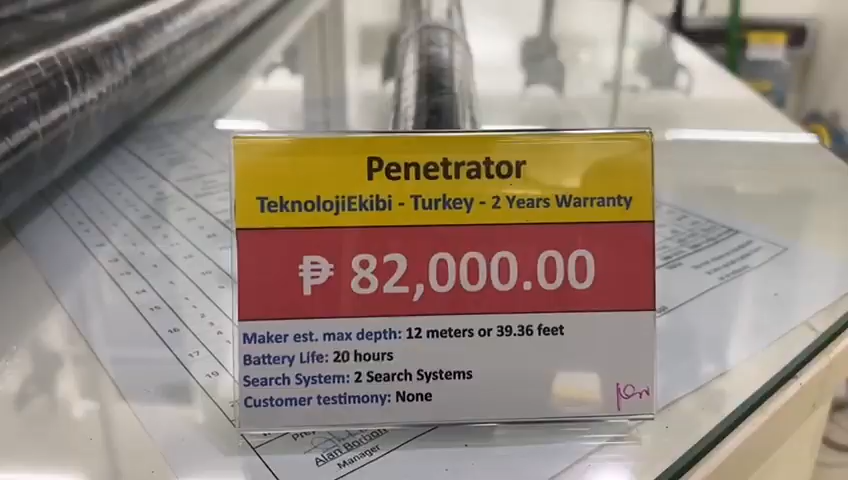 Penetrator
TeknolojiEkibi - Turkey - 2 Years Warranty
₱ 82,000.00
Maker est. max depth: 12 meters or 39.36 feet
Battery Life: 20 hours
Search System: 2 Search Systems
Customer testimony: None
Alan Borbon
Manager